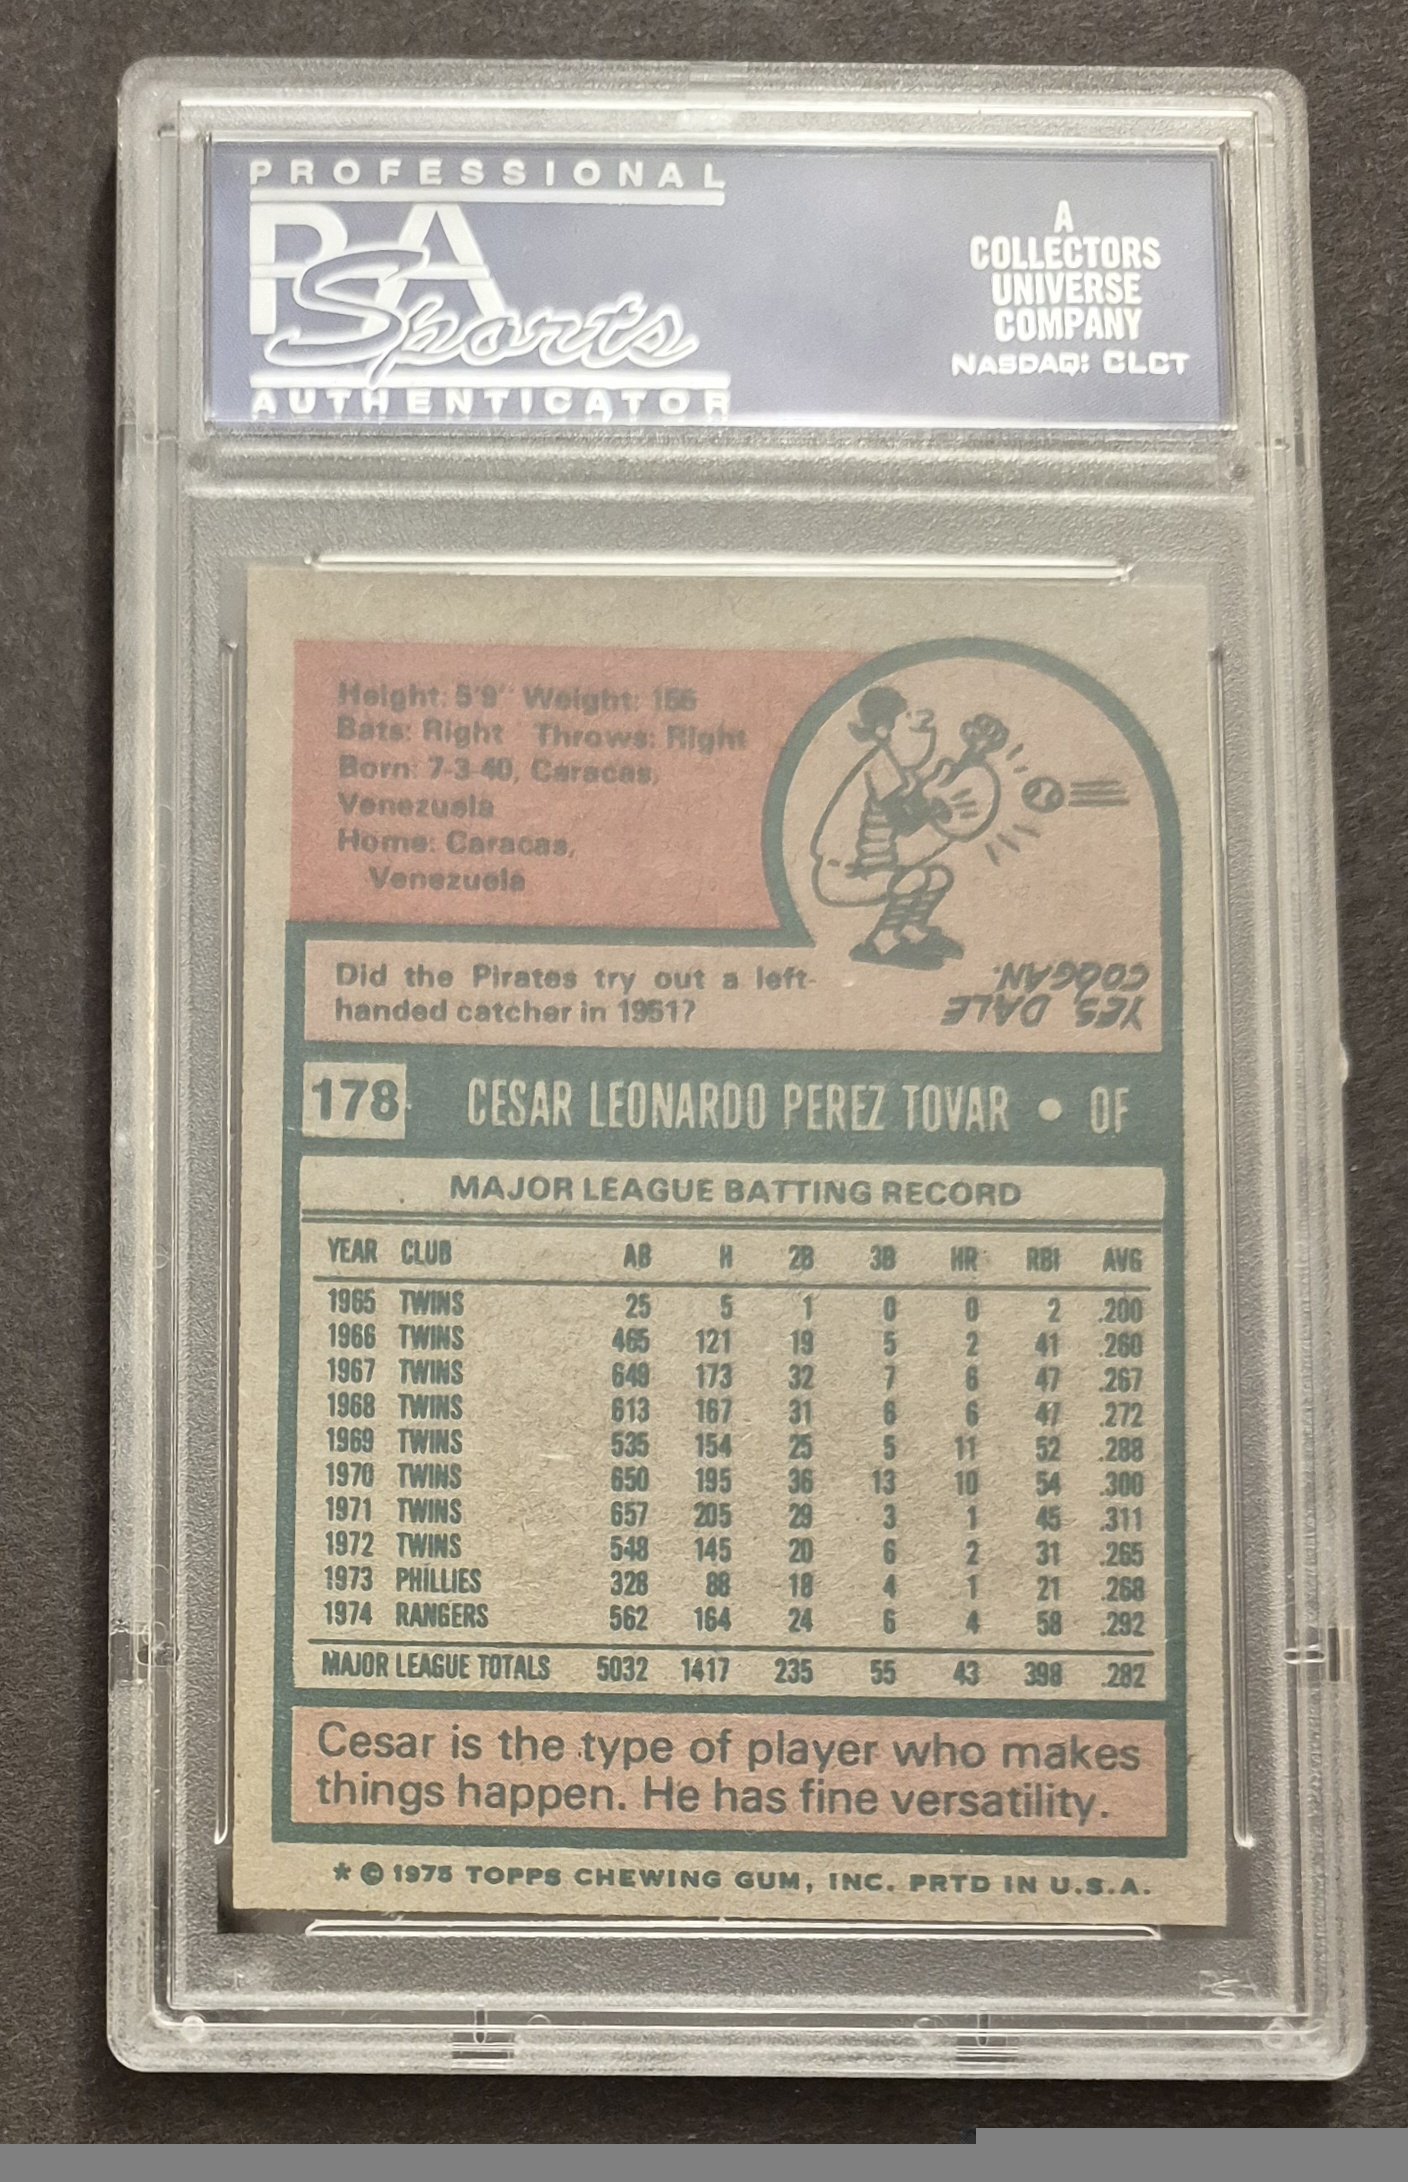 PROFESSIONAL
PSA
Sports
AUTHENTICATOR
A
COLLECTORS
UNIVERSE
COMPANY
NASDAQ: CLCT
Height: 5'9" Weight: 155
Bats: Right Throws: Right
Born: 7-3-40, Caracas,
Venezuela
Home: Caracas,
Venezuela
Did the Pirates try out a left-
handed catcher in 1951?
YES, DALE
COOGAN.
178 CESAR LEONARDO PEREZ TOVAR • OF
MAJOR LEAGUE BATTING RECORD
YEAR CLUB AB H 2B 3B HR RBI AVG
1965 TWINS 25 5 1 0 0 2 .200
1966 TWINS 465 121 19 5 2 41 .260
1967 TWINS 649 173 32 7 6 47 .267
1968 TWINS 613 167 31 6 6 47 .272
1969 TWINS 535 154 25 5 11 52 .288
1970 TWINS 650 195 36 13 10 54 .300
1971 TWINS 657 205 29 3 1 45 .311
1972 TWINS 548 145 20 6 2 31 .265
1973 PHILLIES 328 88 18 4 1 21 .268
1974 RANGERS 562 164 24 6 4 58 .292
MAJOR LEAGUE TOTALS 5032 1417 235 55 43 398 .282
Cesar is the type of player who makes
things happen. He has fine versatility.
* © 1975 TOPPS CHEWING GUM, INC. PRTD IN U.S.A.